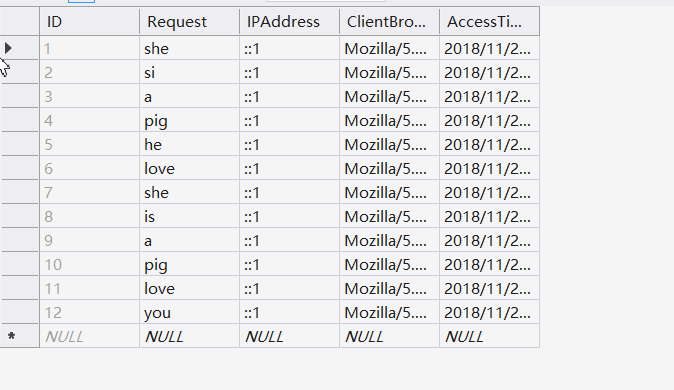 ID Request IPAddress ClientBro... AccessTi...
1 she ::1 Mozilla/5.... 2018/11/2...
2 si ::1 Mozilla/5.... 2018/11/2...
3 a ::1 Mozilla/5.... 2018/11/2...
4 pig ::1 Mozilla/5.... 2018/11/2...
5 he ::1 Mozilla/5.... 2018/11/2...
6 love ::1 Mozilla/5.... 2018/11/2...
7 she ::1 Mozilla/5.... 2018/11/2...
8 is ::1 Mozilla/5.... 2018/11/2...
9 a ::1 Mozilla/5.... 2018/11/2...
10 pig ::1 Mozilla/5.... 2018/11/2...
11 love ::1 Mozilla/5.... 2018/11/2...
12 you ::1 Mozilla/5.... 2018/11/2...
* NULL NULL NULL NULL NULL